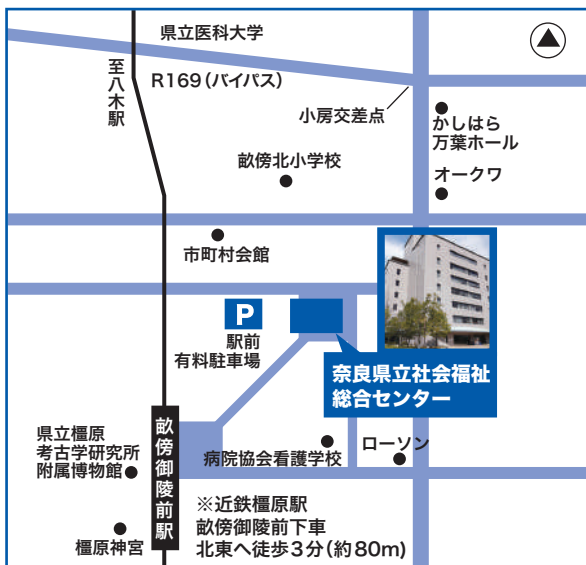 県立医科大学
至八木駅
R169（バイパス）
小房交差点
かしはら
万葉ホール
畝傍北小学校
オークワ
市町村会館
P
駅前
有料駐車場
奈良県立社会福祉
総合センター
県立橿原
考古学研究所
附属博物館
畝傍御陵前駅
病院協会看護学校
ローソン
橿原神宮
※近鉄橿原駅
畝傍御陵前下車
北東へ徒歩3分(約80m)